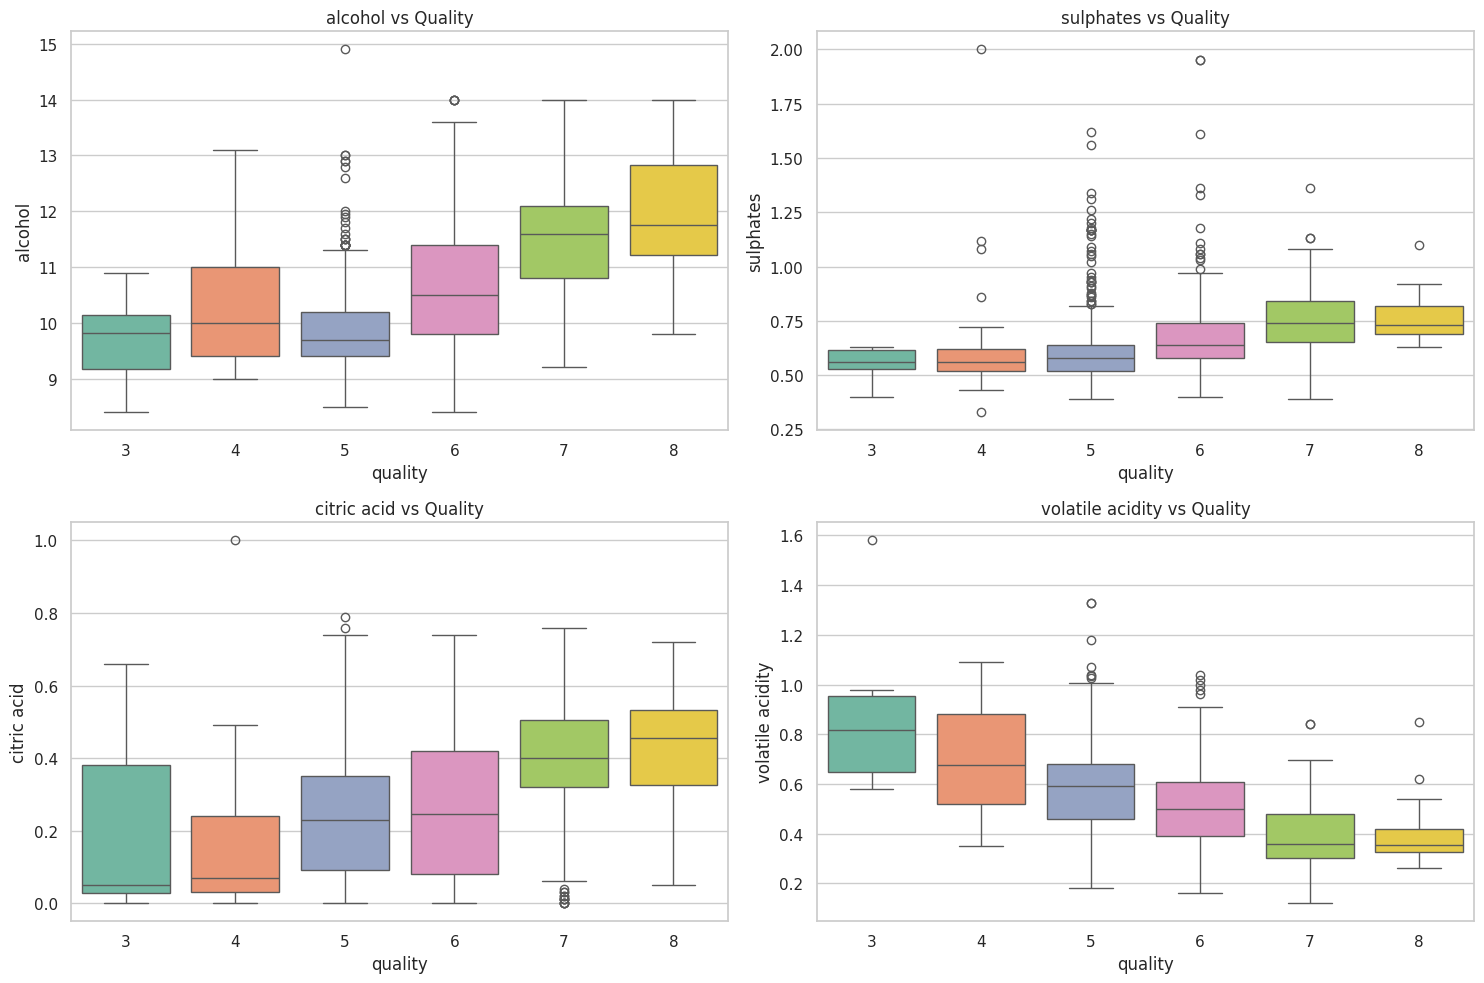 alcohol vs Quality
15
14
13
12
11
10
9
alcohol
3 4 5 6 7 8
quality
sulphates vs Quality
2.00
1.75
1.50
1.25
1.00
0.75
0.50
0.25
sulphates
3 4 5 6 7 8
quality
citric acid vs Quality
1.0
0.8
0.6
0.4
0.2
0.0
citric acid
3 4 5 6 7 8
quality
volatile acidity vs Quality
1.6
1.4
1.2
1.0
0.8
0.6
0.4
0.2
volatile acidity
3 4 5 6 7 8
quality